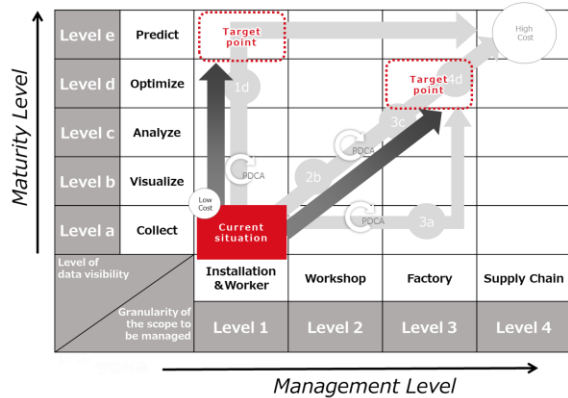 Maturity Level
Level e
Predict
Target
point
High
Cost
Level d
Optimize
1d
Target
point
4d
Level c
Analyze
3c
PDCA
Level b
Visualize
PDCA
2b
Low
Cost
Level a
Collect
Current
situation
PDCA
3a
Level of
data visibility
Installation
& Worker
Workshop
Factory
Supply Chain
Granularity of
the scope to
be managed
Level 1
Level 2
Level 3
Level 4
Management Level